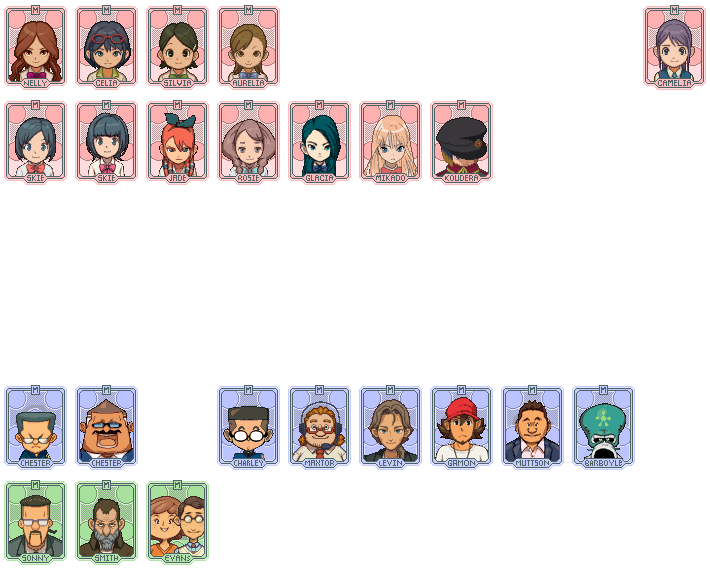 M M M M M
NELLY CELIA SILVIA AURELIA CAMELIA
M M M M M M M
SKIE SKIE JADE ROSIE GLACIA MIKADO KOUDERA
M M M M M M M M
CHESTER CHESTER CHARLEY MAXTOR LEVIN GAMON MUTTSON BARBOYLE
M M M
SONNY SMITH EVANS